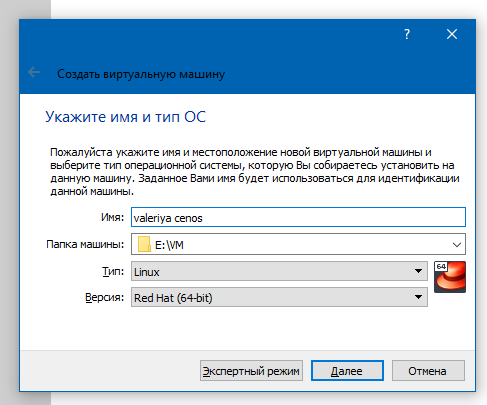 ?
Создать виртуальную машину
Укажите имя и тип ОС
Пожалуйста укажите имя и местоположение новой виртуальной машины и
выберите тип операционной системы, которую Вы собираетесь установить на
данную машину. Заданное Вами имя будет использоваться для идентификации
данной машины.
Имя: valeriya cenos
Папка машины: E:\VM
Тип: Linux
64
Версия: Red Hat (64-bit)
Экспертный режим Далее Отмена